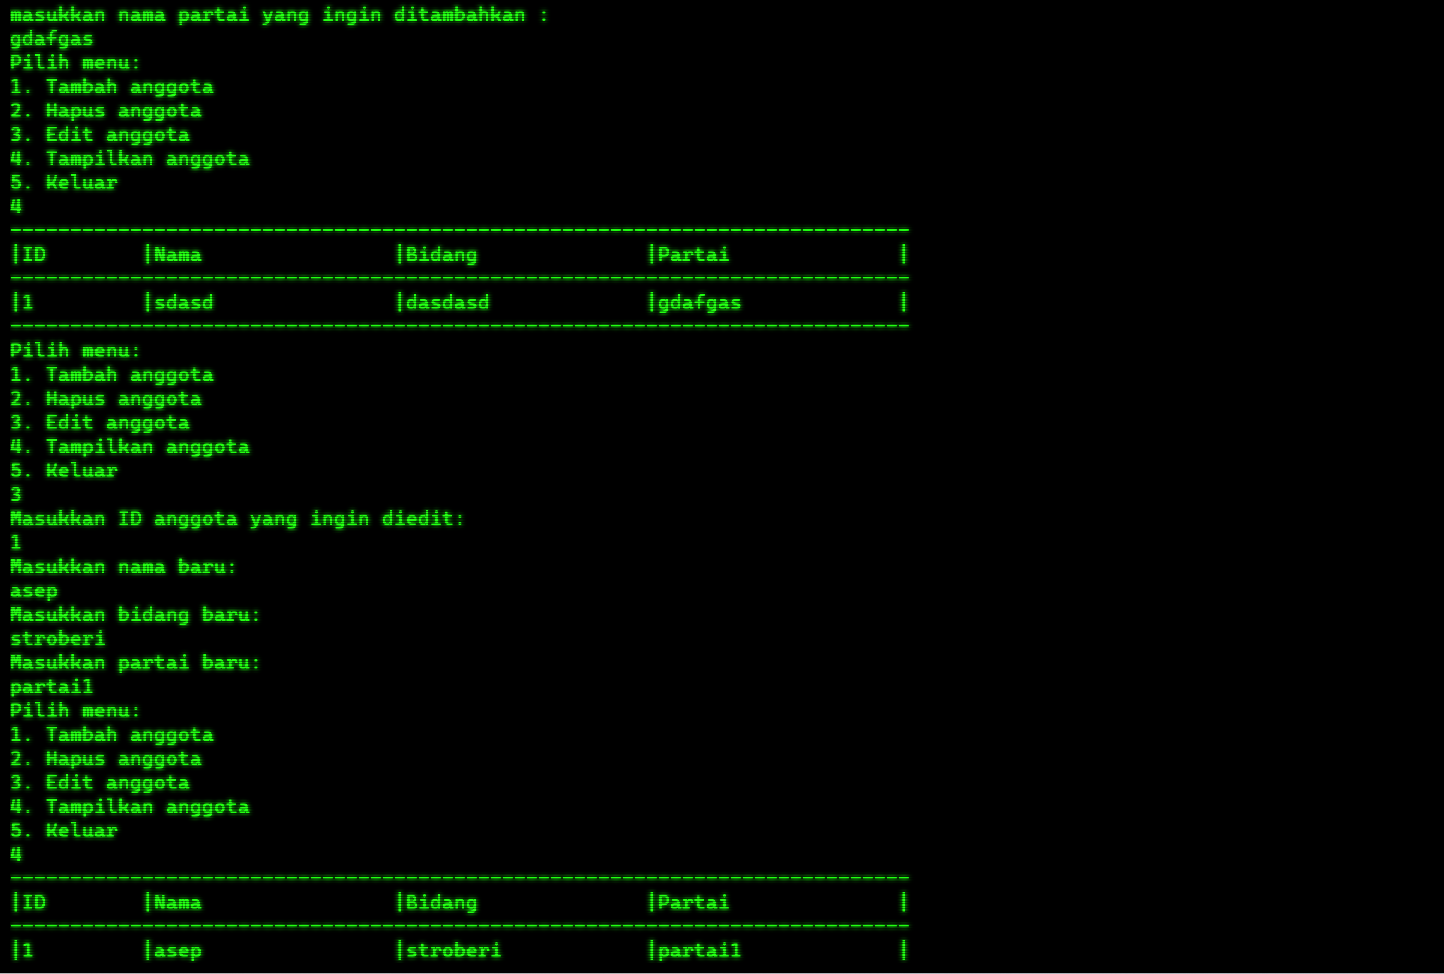 masukkan nama partai yang ingin ditambahkan :
gdafgas
Pilih menu:
1. Tambah anggota
2. Hapus anggota
3. Edit anggota
4. Tampilkan anggota
5. Keluar
4
---------------------------------------------------------------------------
|ID         |Nama                |Bidang              |Partai              |
---------------------------------------------------------------------------
|1          |sdasd               |dasdasd             |gdafgas             |
---------------------------------------------------------------------------
Pilih menu:
1. Tambah anggota
2. Hapus anggota
3. Edit anggota
4. Tampilkan anggota
5. Keluar
3
Masukkan ID anggota yang ingin diedit:
1
Masukkan nama baru:
asep
Masukkan bidang baru:
stroberi
Masukkan partai baru:
partai1
Pilih menu:
1. Tambah anggota
2. Hapus anggota
3. Edit anggota
4. Tampilkan anggota
5. Keluar
4
---------------------------------------------------------------------------
|ID         |Nama                |Bidang              |Partai              |
---------------------------------------------------------------------------
|1          |asep                |stroberi            |partai1             |